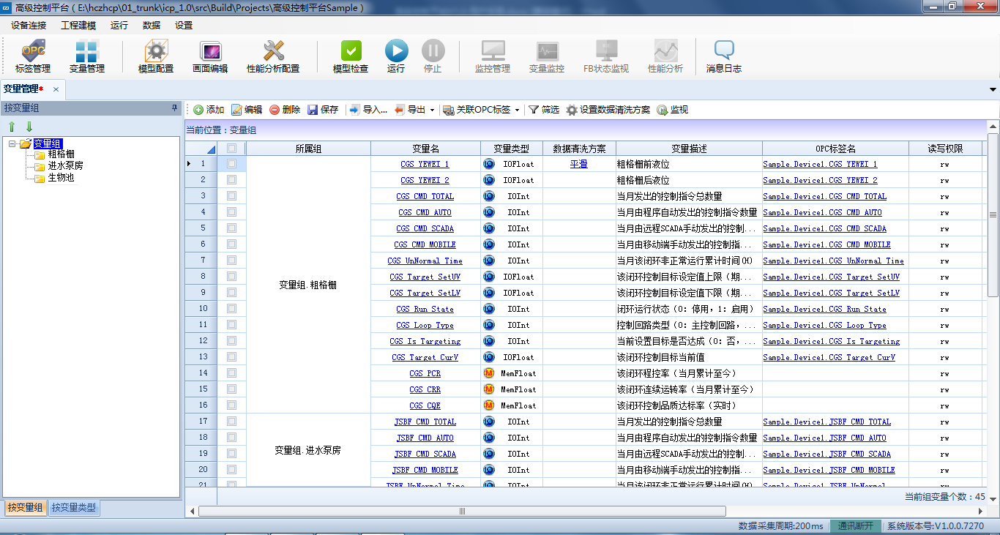 高级控制平台 ( E:\hczhcp\01_trunk\icp_1.0\src\Build\Projects\高级控制平台Sample )
设备连接 工程建模 运行 数据 设置
OPC
标签管理 变量管理 模型配置 画面编辑 性能分析配置 模型检查 运行 停止 监控管理 变量监控 FB状态监视 性能分析 消息日志
变量管理*
按变量组
添加 编辑 删除 保存 导入... 导出 关联OPC标签 筛选 设置数据清洗方案 监视
当前位置：变量组
变量组
粗格栅
进水泵房
生物池
所属组 变量名 变量类型 数据清洗方案 变量描述 OPC标签名 读写权限
1 CGS_YEWEI_1 IOFloat 平滑 粗格栅前液位 Sample.Device1.CGS_YEWEI_1 rw
2 CGS_YEWEI_2 IOFloat 粗格栅后液位 Sample.Device1.CGS_YEWEI_2 rw
3 CGS_CMD_TOTAL IOInt 当月发出的控制指令总数量 Sample.Device1.CGS_CMD_TOTAL rw
4 CGS_CMD_AUTO IOInt 当月由程序自动发出的控制指令数量 Sample.Device1.CGS_CMD_AUTO rw
5 CGS_CMD_SCADA IOInt 当月由远程SCADA手动发出的控制... Sample.Device1.CGS_CMD_SCADA rw
6 CGS_CMD_MOBILE IOInt 当月由移动端手动发出的控制指... Sample.Device1.CGS_CMD_MOBILE rw
7 CGS_UnNormal_Time IOInt 当月该闭环非正常运行累计时间(H) Sample.Device1.CGS_UnNormal_Time rw
8 CGS_Target_SetUV IOFloat 该闭环控制目标设定值上限（期... Sample.Device1.CGS_Target_SetUV rw
变量组.粗格栅
9 CGS_Target_SetLV IOFloat 该闭环控制目标设定值下限（期... Sample.Device1.CGS_Target_SetLV rw
10 CGS_Run_State IOInt 闭环运行状态（0：停用，1：启用） Sample.Device1.CGS_Run_State rw
11 CGS_Loop_Type IOInt 控制回路类型（0：主控制回路，... Sample.Device1.CGS_Loop_Type rw
12 CGS_Is_Targeting IOInt 当前设置目标是否达成（0：否，... Sample.Device1.CGS_Is_Targeting rw
13 CGS_Target_CurV IOFloat 该闭环控制目标当前值 Sample.Device1.CGS_Target_CurV rw
14 CGS_PCR MemFloat 该闭环程控率（当月累计至今） rw
15 CGS_CRR MemFloat 该闭环连续运转率（当月累计至今） rw
16 CGS_CQE MemFloat 该闭环控制品质达标率（实时） rw
17 JSBF_CMD_TOTAL IOInt 当月发出的控制指令总数量 Sample.Device1.JSBF_CMD_TOTAL rw
18 JSBF_CMD_AUTO IOInt 当月由程序自动发出的控制指令数量 Sample.Device1.JSBF_CMD_AUTO rw
变量组.进水泵房
19 JSBF_CMD_SCADA IOInt 当月由远程SCADA手动发出的控制... Sample.Device1.JSBF_CMD_SCADA rw
20 JSBF_CMD_MOBILE IOInt 当月由移动端手动发出的控制指... Sample.Device1.JSBF_CMD_MOBILE rw
21 JSBF_UnNormal_Time IOInt 当月该闭环非正常运行累计时间(H) Sample.Device1.JSBF_UnNormal_ rw
当前组变量个数：45
按变量组 按变量类型
数据采集周期:200ms 通讯断开 系统版本号:V1.0.0.7270